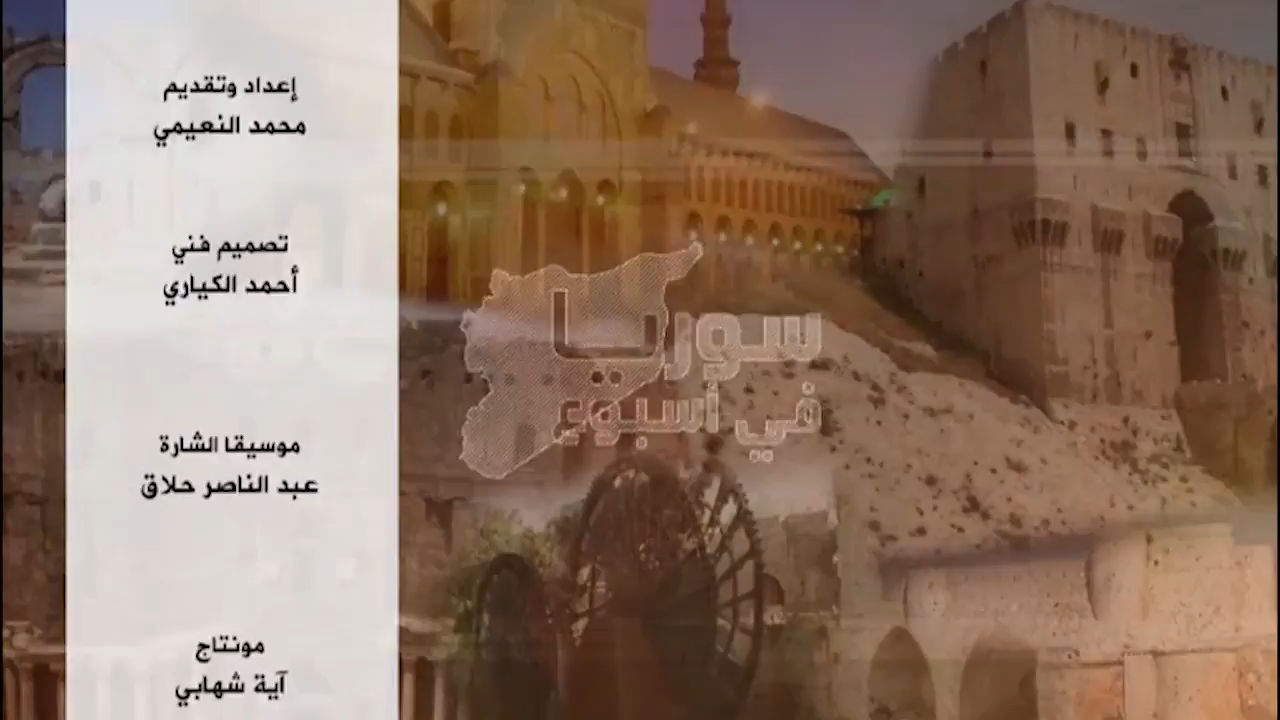 إعداد وتقديم
محمد النعيمي
تصميم فني
أحمد الكياري
موسيقا الشارة
عبد الناصر حلاق
مونتاج
آية شهابي
سوريا
في أسبوع